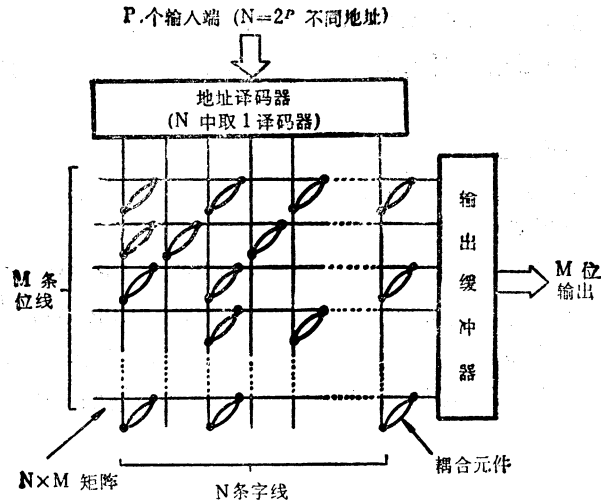 P.个输入端 (N=2ᴾ 不同地址)
地址译码器
(N 中取1译码器)
输出缓冲器
M 条
位线
M 位
输出
N×M 矩阵
N条字线
耦合元件